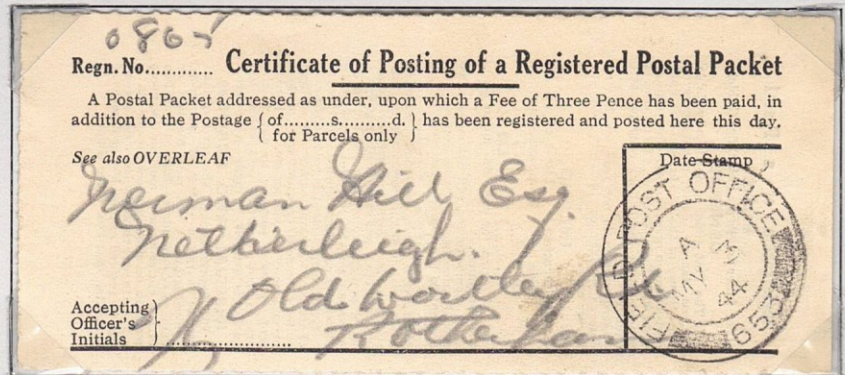 0865
Regn. No............. Certificate of Posting of a Registered Postal Packet
A Postal Packet addressed as under, upon which a Fee of Three Pence has been paid, in
addition to the Postage { of.........s..........d. } has been registered and posted here this day.
for Parcels only
See also OVERLEAF
Date Stamp
Norman Hill Esq.
Netherleigh.
Old Wortley Rd
Rotherham
Accepting
Officer's
Initials
FIELD POST OFFICE
A
MY
44
653